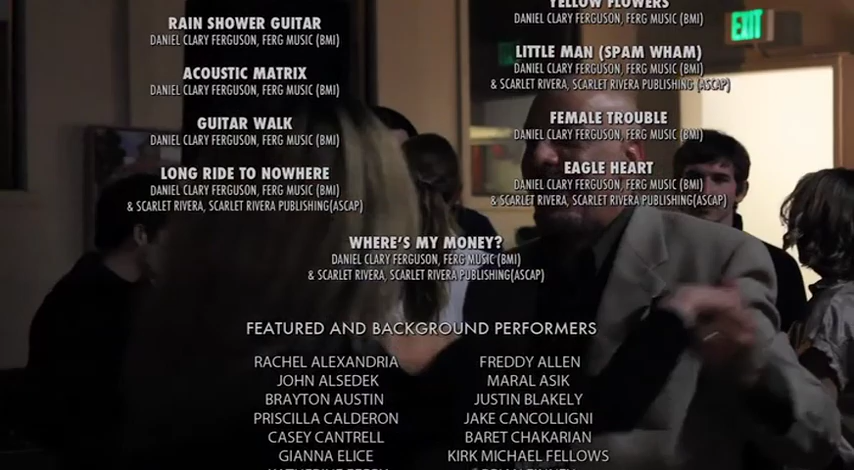 RAIN SHOWER GUITAR
DANIEL CLARY FERGUSON, FERG MUSIC (BMI)
ACOUSTIC MATRIX
DANIEL CLARY FERGUSON, FERG MUSIC (BMI)
GUITAR WALK
DANIEL CLARY FERGUSON, FERG MUSIC (BMI)
LONG RIDE TO NOWHERE
DANIEL CLARY FERGUSON, FERG MUSIC (BMI)
& SCARLET RIVERA, SCARLET RIVERA PUBLISHING(ASCAP)
YELLOW FLOWERS
DANIEL CLARY FERGUSON, FERG MUSIC (BMI)
LITTLE MAN (SPAM WHAM)
DANIEL CLARY FERGUSON, FERG MUSIC (BMI)
& SCARLET RIVERA, SCARLET RIVERA PUBLISHING (ASCAP)
FEMALE TROUBLE
DANIEL CLARY FERGUSON, FERG MUSIC (BMI)
EAGLE HEART
DANIEL CLARY FERGUSON, FERG MUSIC (BMI)
& SCARLET RIVERA, SCARLET RIVERA PUBLISHING(ASCAP)
EXIT
WHERE'S MY MONEY?
DANIEL CLARY FERGUSON, FERG MUSIC (BMI)
& SCARLET RIVERA, SCARLET RIVERA PUBLISHING(ASCAP)
FEATURED AND BACKGROUND PERFORMERS
RACHEL ALEXANDRIA FREDDY ALLEN
JOHN ALSEDEK MARAL ASIK
BRAYTON AUSTIN JUSTIN BLAKELY
PRISCILLA CALDERON JAKE CANCOLLIGNI
CASEY CANTRELL BARET CHAKARIAN
GIANNA ELICE KIRK MICHAEL FELLOWS